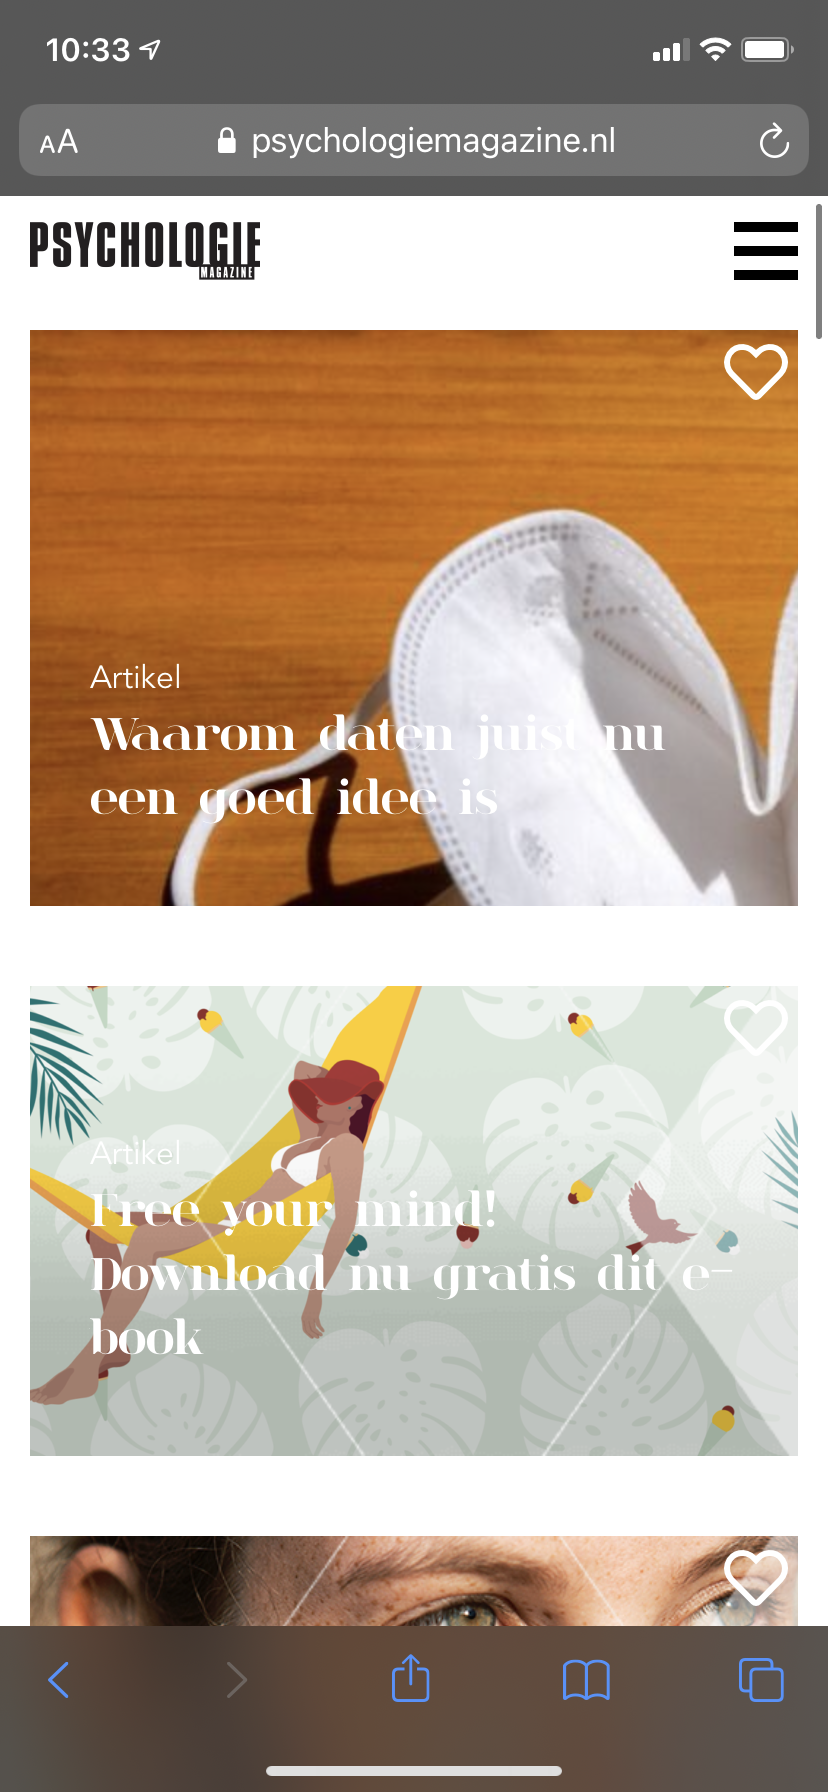 10:33
AA
psychologiemagazine.nl
PSYCHOLOGIE
MAGAZINE
Artikel
Waarom daten juist nu
een goed idee is
Artikel
Free your mind!
Download nu gratis dit e-
book